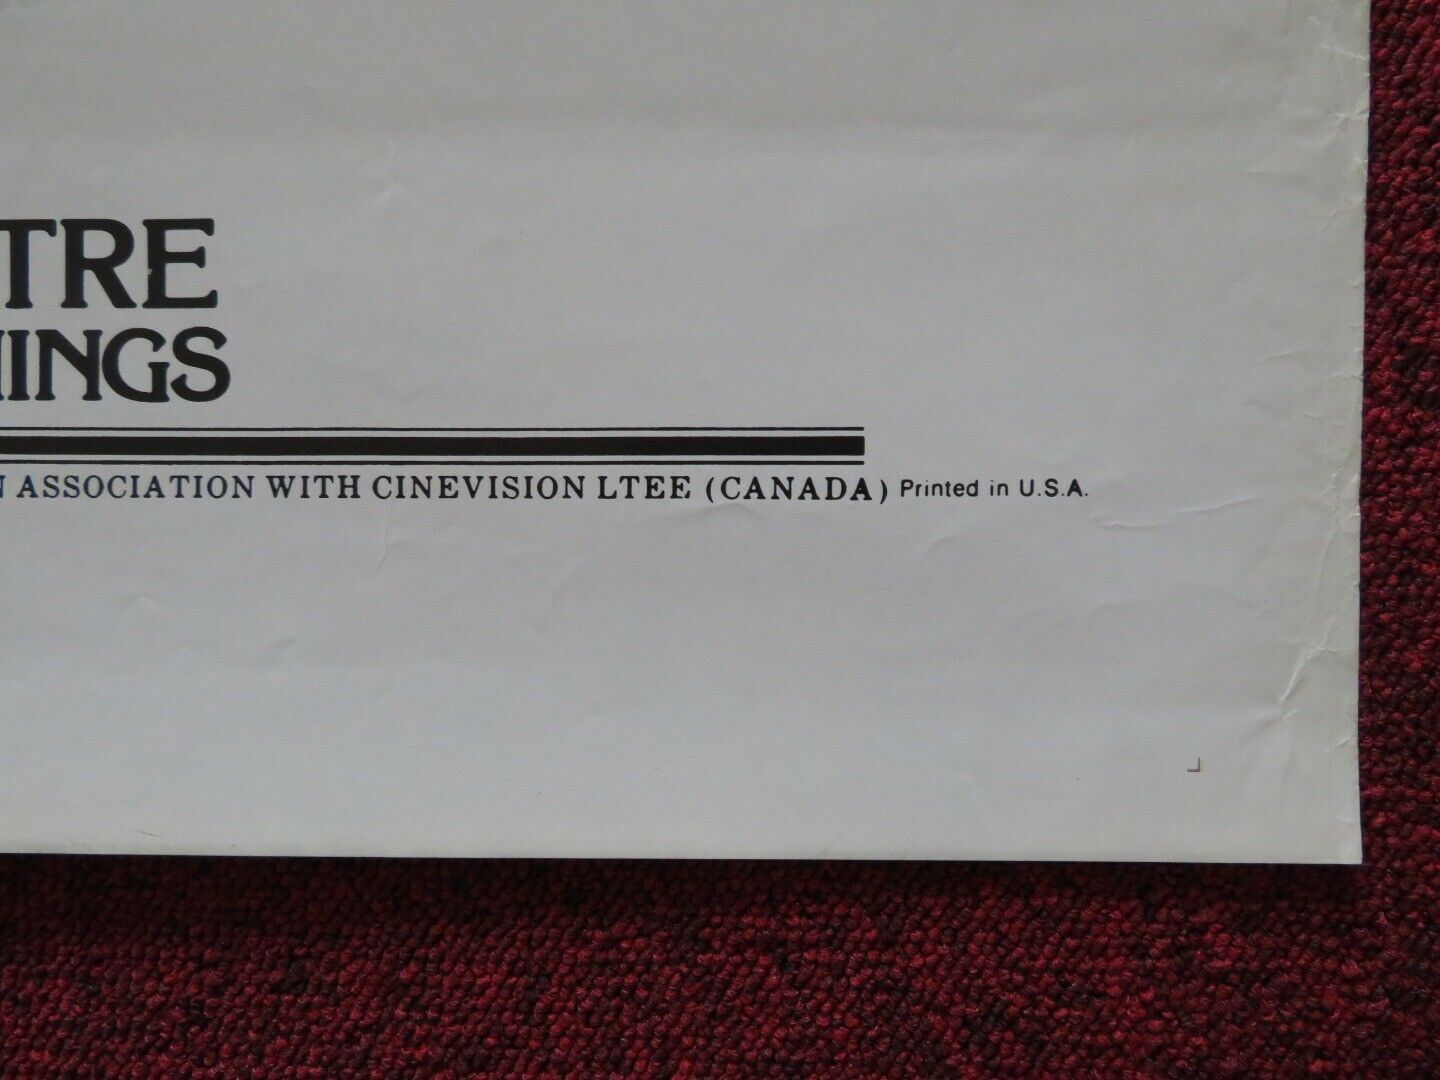 TRE
INGS
ASSOCIATION WITH CINEVISION LTEE (CANADA) Printed in U.S.A.